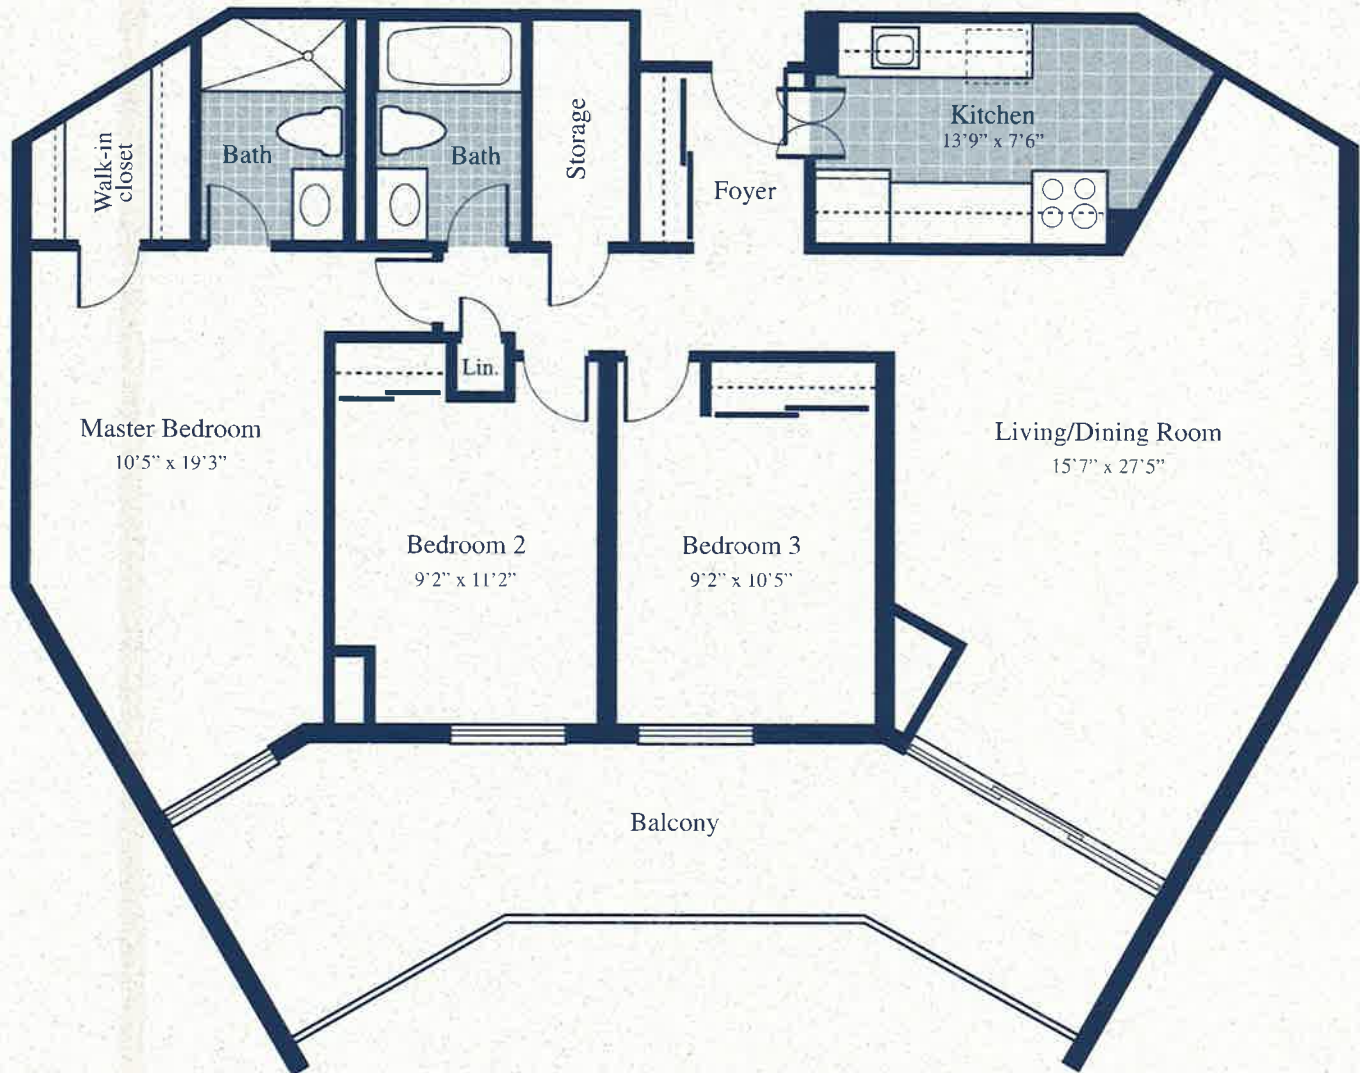 Walk-in
closet
Bath
Bath
Storage
Foyer
Kitchen
13’9” x 7’6”
Lin.
Master Bedroom
10’5” x 19’3”
Living/Dining Room
15’7” x 27’5”
Bedroom 2
9’2” x 11’2”
Bedroom 3
9’2” x 10’5”
Balcony